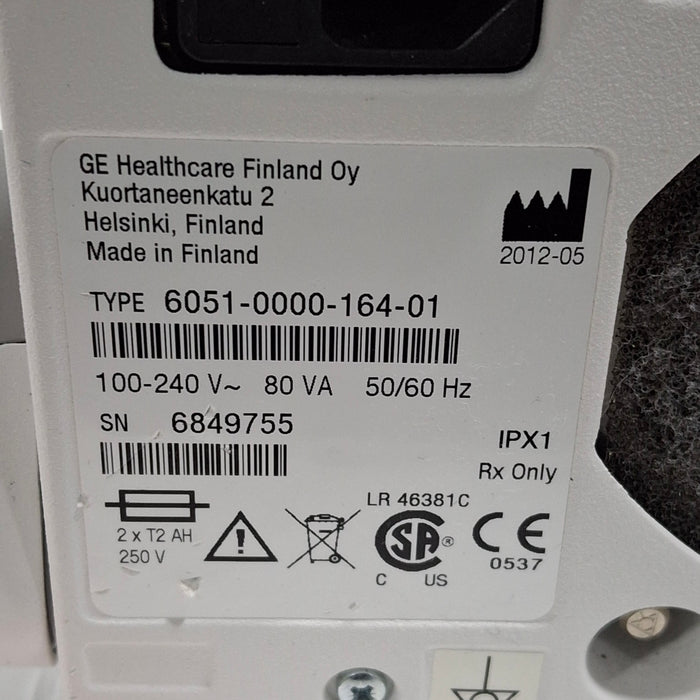 GE Healthcare Finland Oy
Kuortaneenkatu 2
Helsinki, Finland
Made in Finland
2012-05
TYPE 6051-0000-164-01
100-240 V~ 80 VA 50/60 Hz
SN 6849755
IPX1
Rx Only
2 x T2 AH
250 V
LR 46381C
SA®
C US
CE
0537